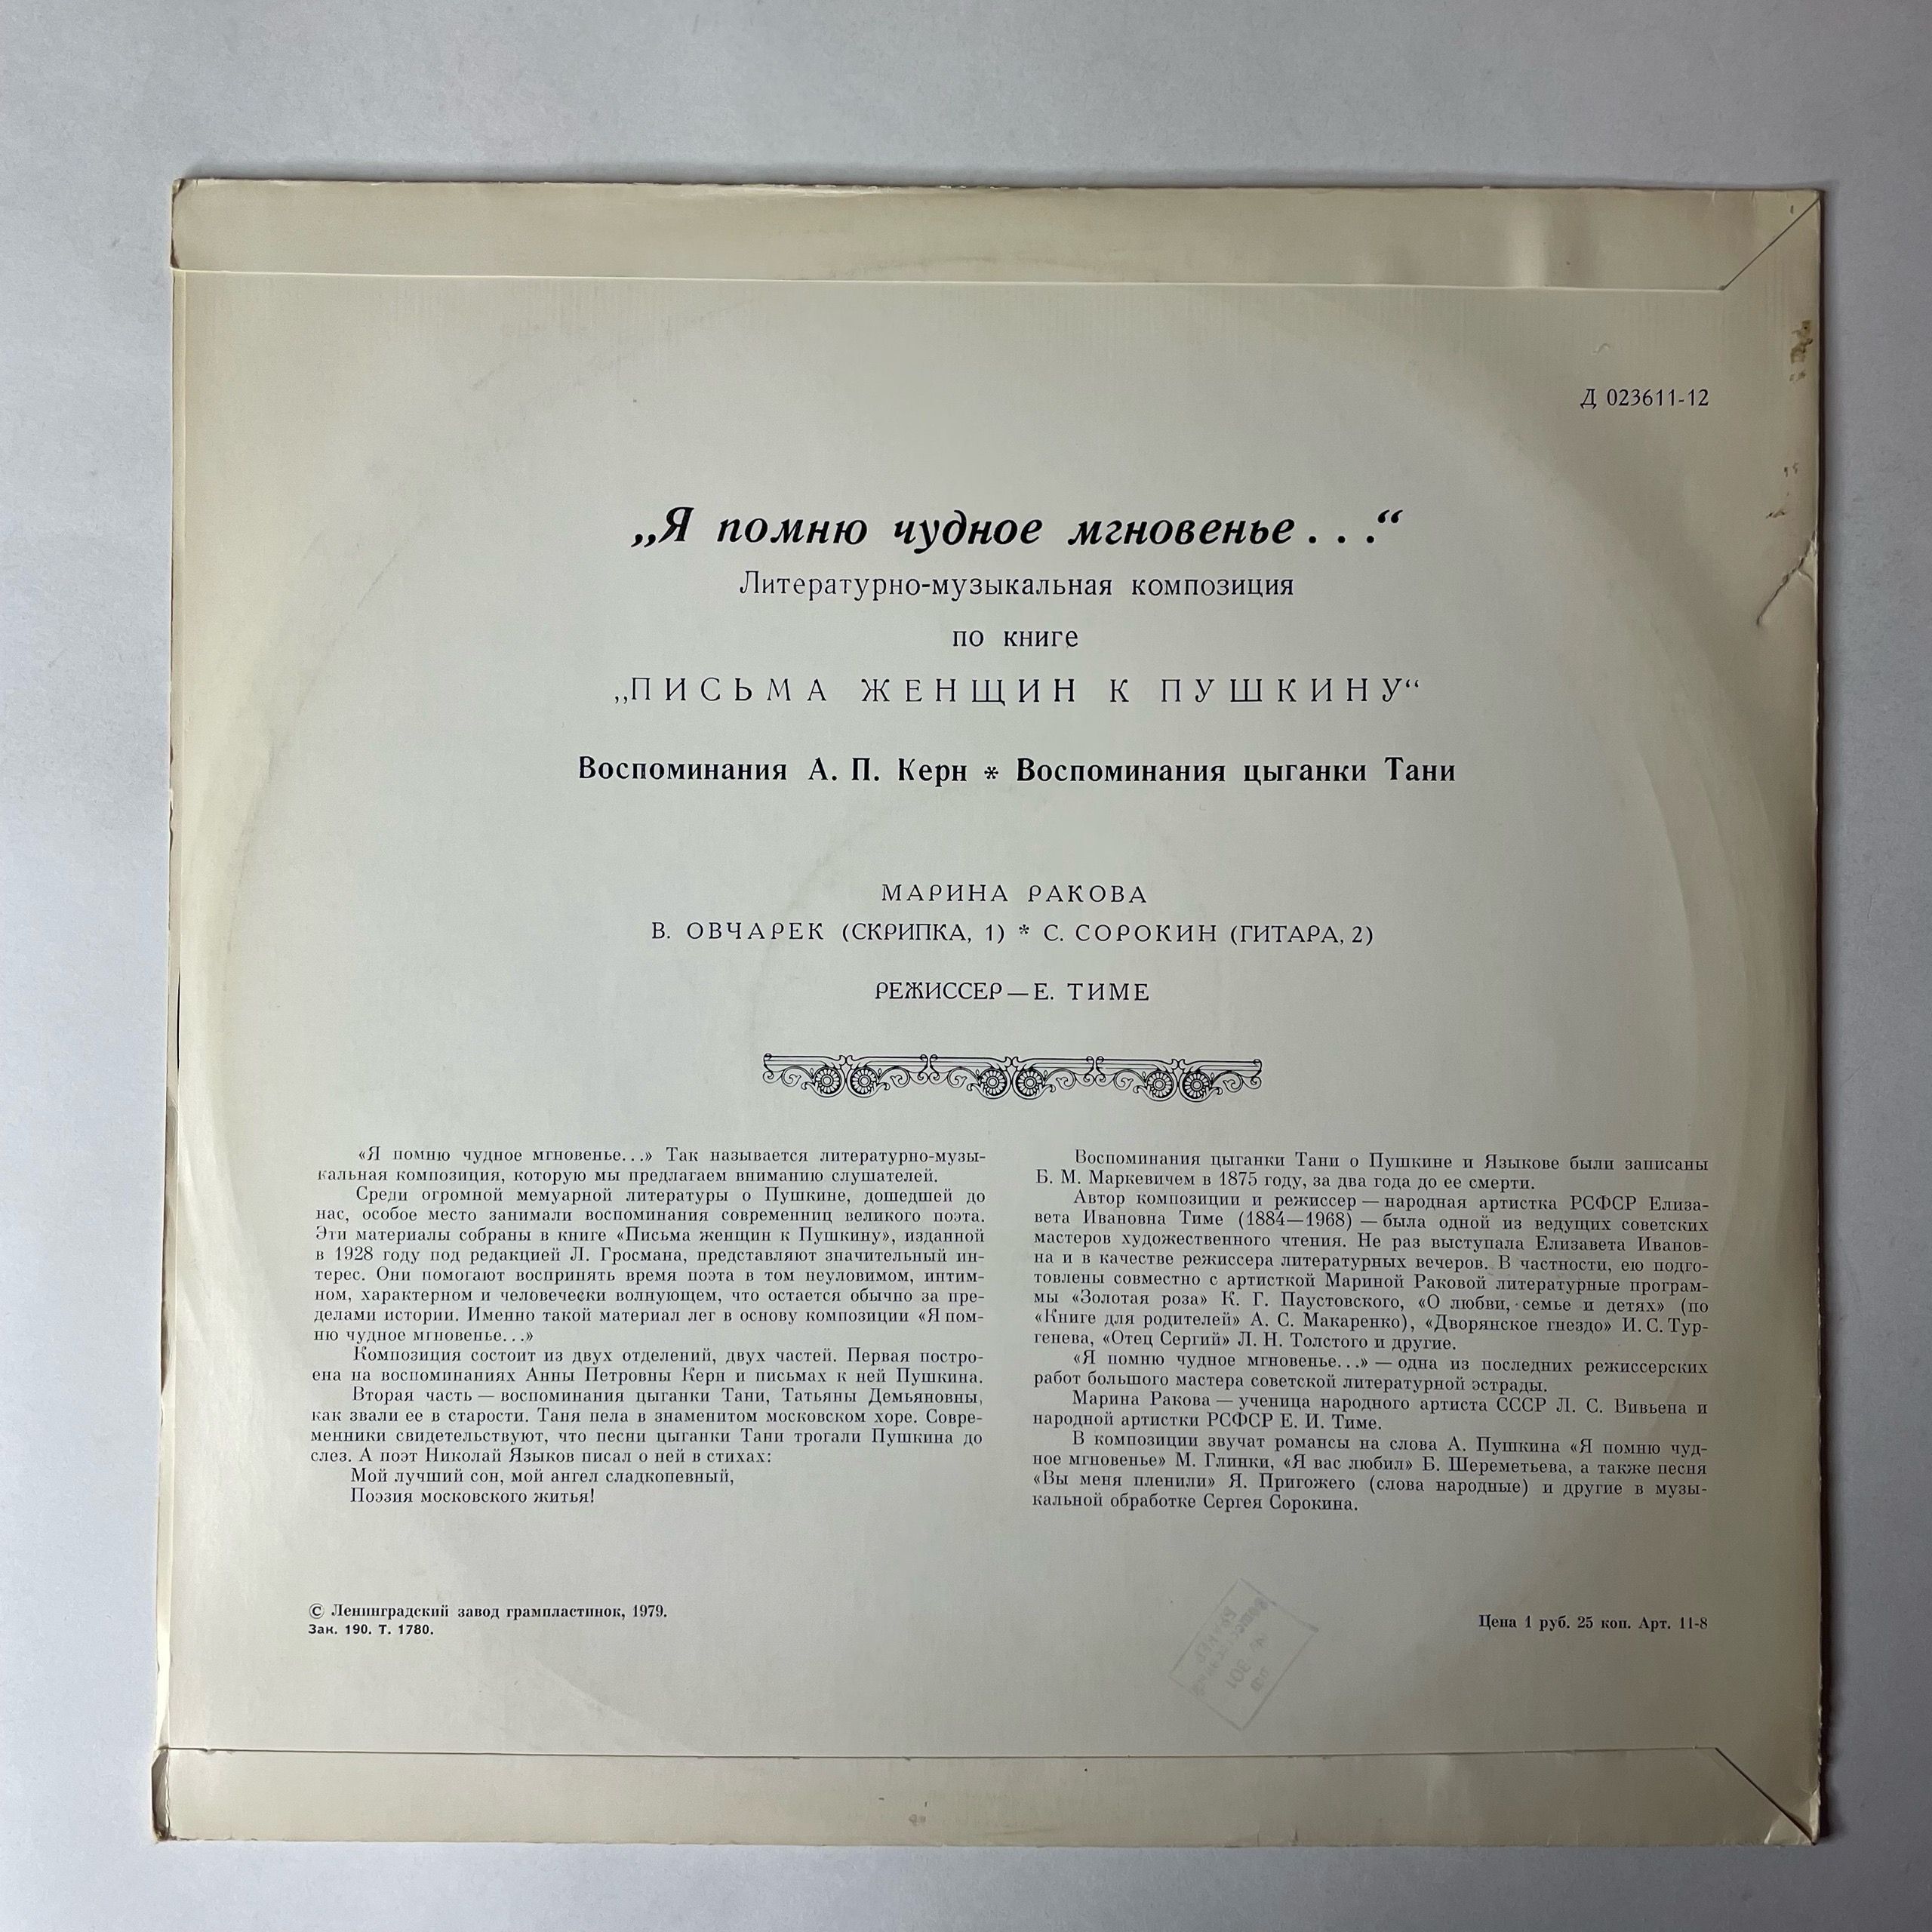 Д 023611-12
„Я помню чудное мгновенье...“
Литературно-музыкальная композиция
по книге
„ПИСЬМА ЖЕНЩИН К ПУШКИНУ“
Воспоминания А. П. Керн * Воспоминания цыганки Тани
МАРИНА РАКОВА
В. ОВЧАРЕК (СКРИПКА, 1) * С. СОРОКИН (ГИТАРА, 2)
РЕЖИССЕР — Е. ТИМЕ
«Я помню чудное мгновенье...» Так называется литературно-музы-
кальная композиция, которую мы предлагаем вниманию слушателей.
Среди огромной мемуарной литературы о Пушкине, дошедшей до
нас, особое место занимали воспоминания современниц великого поэта.
Эти материалы собраны в книге «Письма женщин к Пушкину», изданной
в 1928 году под редакцией Л. Гросмана, представляют значительный ин-
терес. Они помогают воспринять время поэта в том неуловимом, интим-
ном, характерном и человечески волнующем, что остается обычно за пре-
делами истории. Именно такой материал лег в основу композиции «Я пом-
ню чудное мгновенье...»
Композиция состоит из двух отделений, двух частей. Первая постро-
ена на воспоминаниях Анны Петровны Керн и письмах к ней Пушкина.
Вторая часть — воспоминания цыганки Тани, Татьяны Демьяновны,
как звали ее в старости. Таня пела в знаменитом московском хоре. Совре-
менники свидетельствуют, что песни цыганки Тани трогали Пушкина до
слез. А поэт Николай Языков писал о ней в стихах:
Мой лучший сон, мой ангел сладкопевный,
Поэзия московского житья!
Воспоминания цыганки Тани о Пушкине и Языкове были записаны
Б. М. Маркевичем в 1875 году, за два года до ее смерти.
Автор композиции и режиссер — народная артистка РСФСР Елиза-
вета Ивановна Тиме (1884—1968) — была одной из ведущих советских
мастеров художественного чтения. Не раз выступала Елизавета Иванов-
на и в качестве режиссера литературных вечеров. В частности, ею подго-
товлены совместно с артисткой Мариной Раковой литературные програм-
мы «Золотая роза» К. Г. Паустовского, «О любви, семье и детях» (по
«Книге для родителей» А. С. Макаренко), «Дворянское гнездо» И. С. Тур-
генева, «Отец Сергий» Л. Н. Толстого и другие.
«Я помню чудное мгновенье...» — одна из последних режиссерских
работ большого мастера советской литературной эстрады.
Марина Ракова — ученица народного артиста СССР Л. С. Вивьена и
народной артистки РСФСР Е. И. Тиме.
В композиции звучат романсы на слова А. Пушкина «Я помню чуд-
ное мгновенье» М. Глинки, «Я вас любил» Б. Шереметьева, а также песня
«Вы меня пленили» Я. Пригожего (слова народные) и другие в музы-
кальной обработке Сергея Сорокина.
© Ленинградский завод грампластинок, 1979.
Зак. 190. Т. 1780.
Цена 1 руб. 25 коп. Арт. 11-8
301